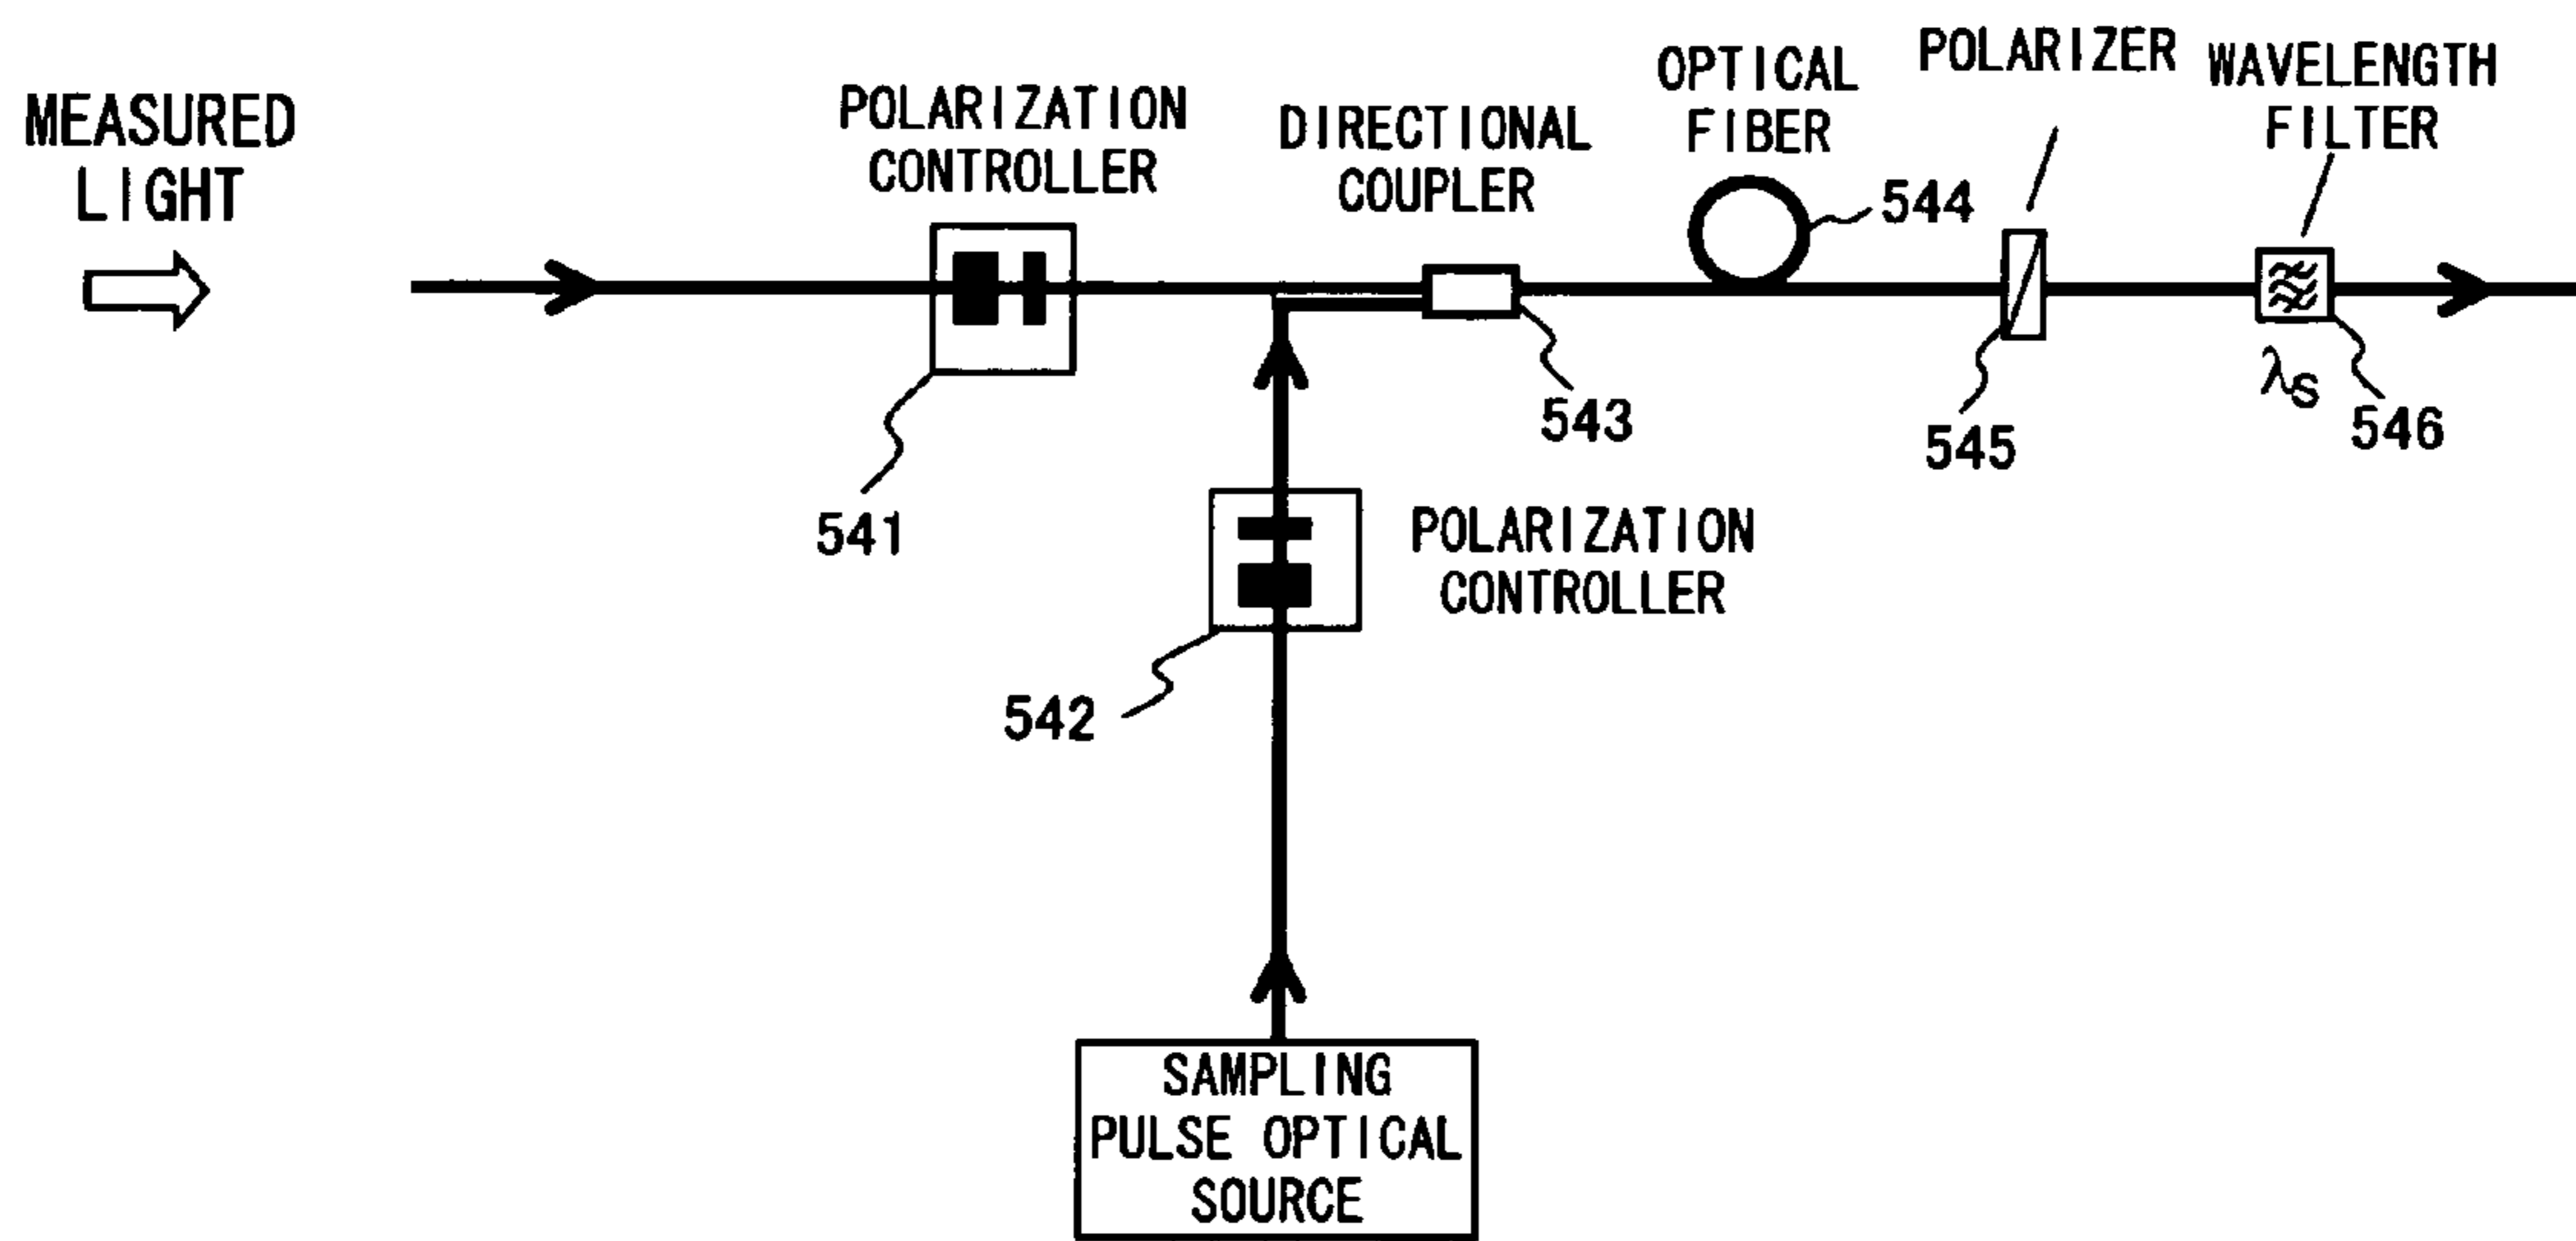 MEASURED
LIGHT
POLARIZATION
CONTROLLER
DIRECTIONAL
COUPLER
OPTICAL
FIBER
POLARIZER
WAVELENGTH
FILTER
544
541
543
545
λS
546
542
POLARIZATION
CONTROLLER
SAMPLING
PULSE OPTICAL
SOURCE